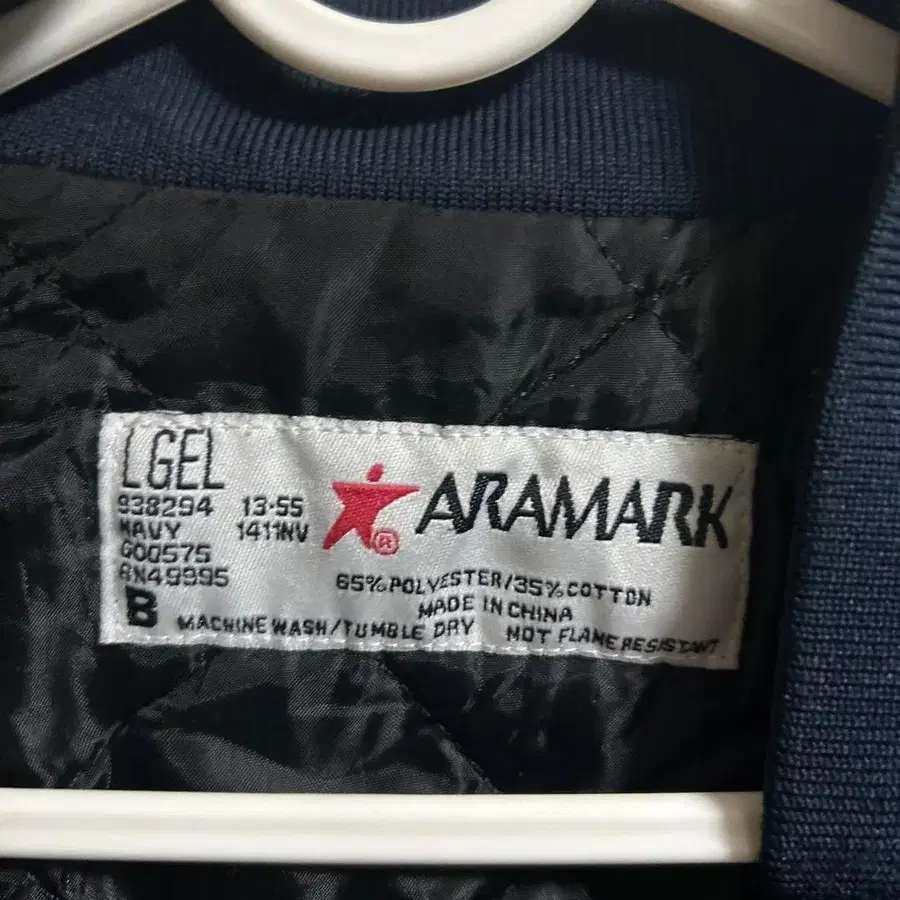 LGEL
938294 13-55
NAVY 1411NV
G00575
RN49995
B
ARAMARK
®
65% POLYESTER/35% COTTON
MADE IN CHINA
MACHINE WASH/TUMBLE DRY NOT FLAME RESISTANT